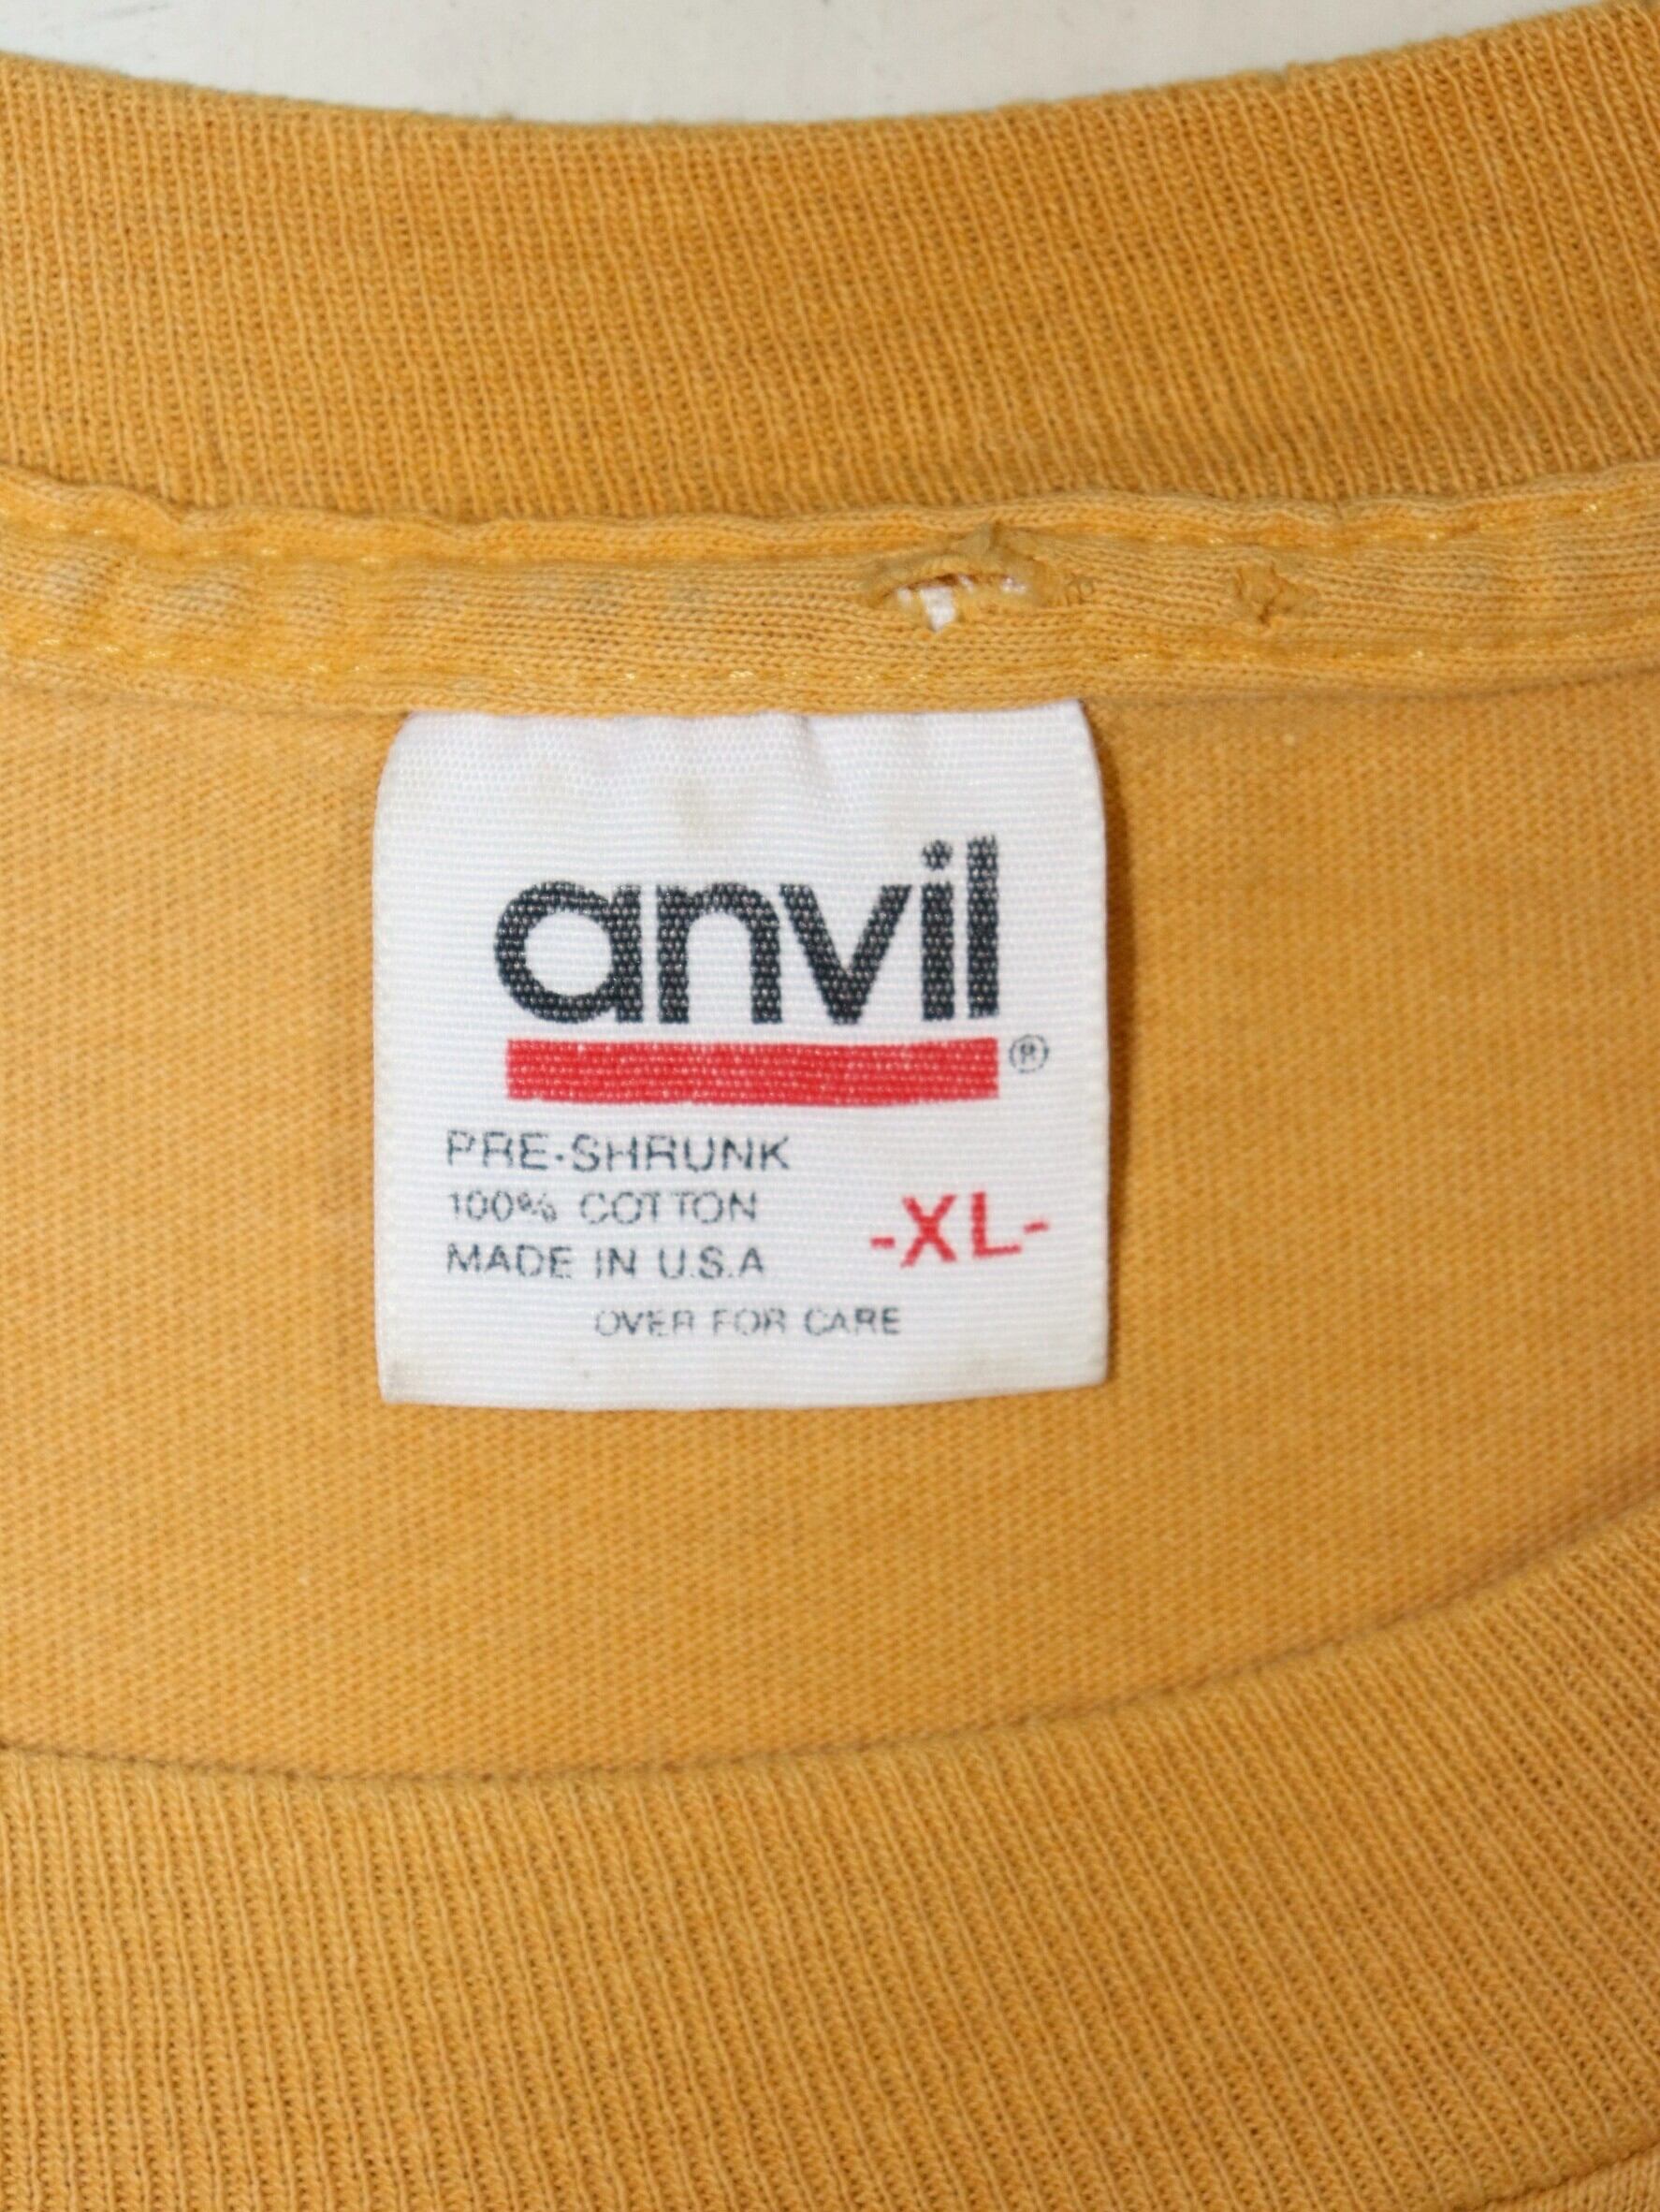 anvil
®
PRE-SHRUNK
100% COTTON
MADE IN U.S.A
-XL-
OVER FOR CARE